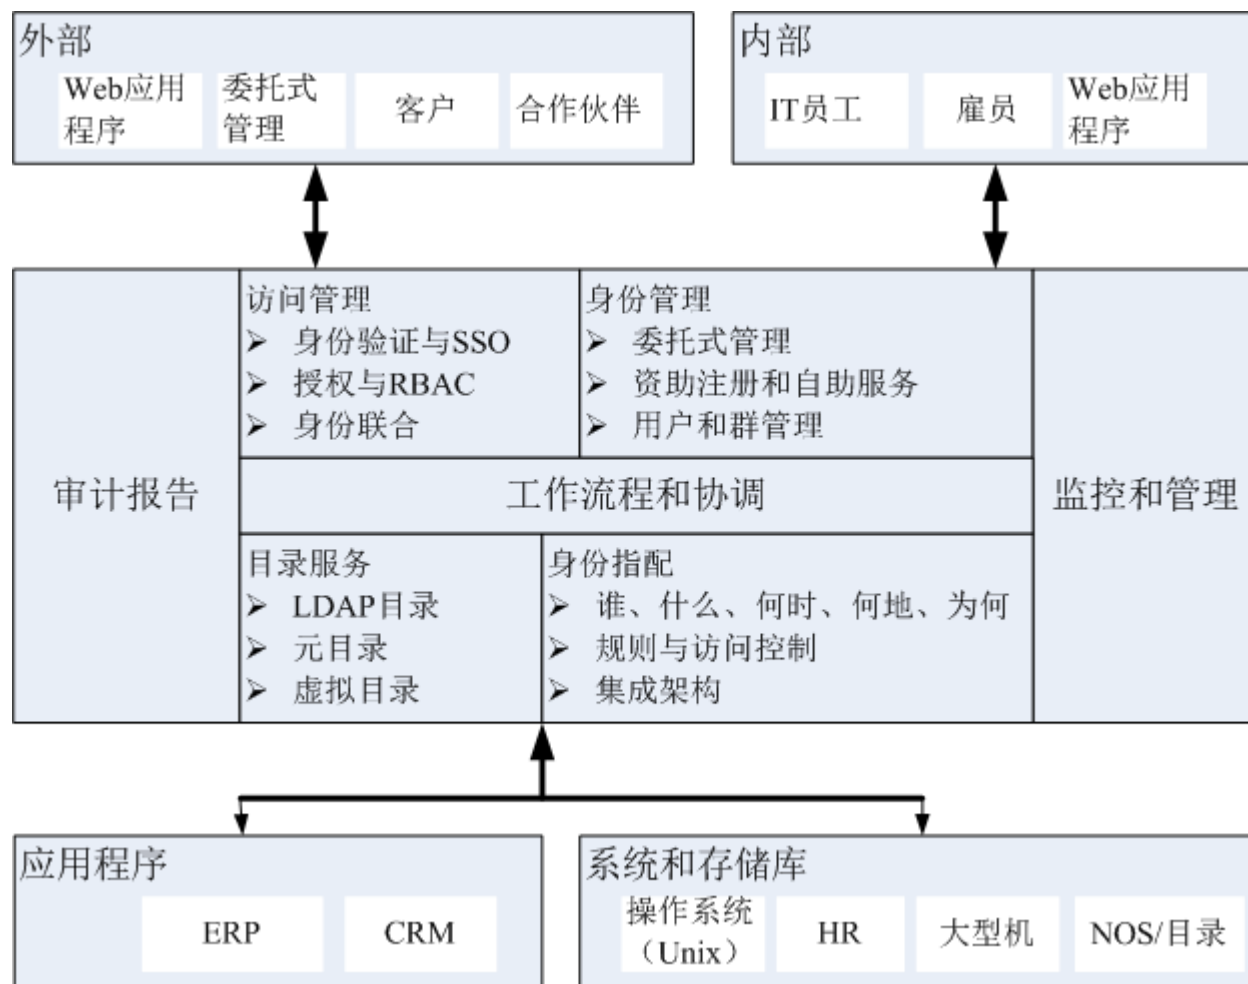 外部
Web应用
程序
委托式
管理
客户
合作伙伴
内部
IT员工
雇员
Web应用
程序
审计报告
访问管理
➢ 身份验证与SSO
➢ 授权与RBAC
➢ 身份联合
身份管理
➢ 委托式管理
➢ 资助注册和自助服务
➢ 用户和群管理
工作流程和协调
监控和管理
目录服务
➢ LDAP目录
➢ 元目录
➢ 虚拟目录
身份指配
➢ 谁、什么、何时、何地、为何
➢ 规则与访问控制
➢ 集成架构
应用程序
ERP
CRM
系统和存储库
操作系统
（Unix）
HR
大型机
NOS/目录